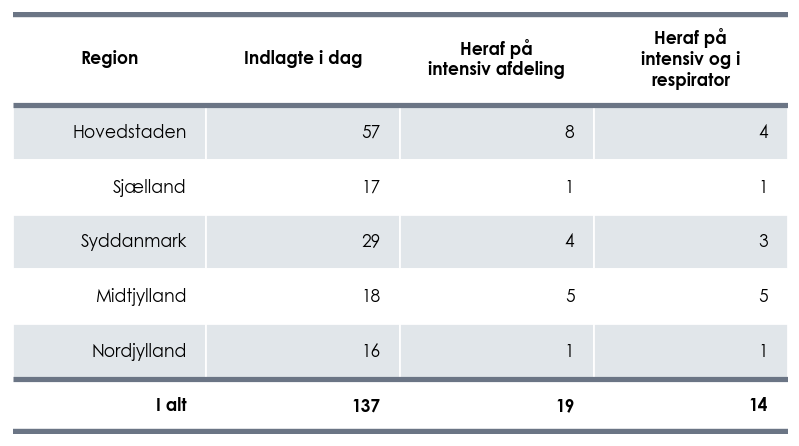 Region Indlagte i dag Heraf på intensiv afdeling Heraf på intensiv og i respirator
Hovedstaden 57 8 4
Sjælland 17 1 1
Syddanmark 29 4 3
Midtjylland 18 5 5
Nordjylland 16 1 1
I alt 137 19 14